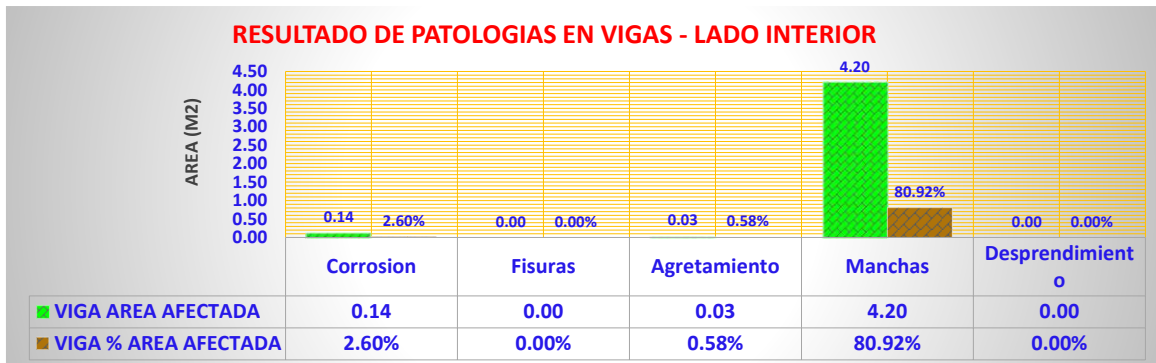 RESULTADO DE PATOLOGIAS EN VIGAS - LADO INTERIOR
AREA (M2)
4.50
4.00
3.50
3.00
2.50
2.00
1.50
1.00
0.50
0.00
0.14 2.60% 0.00 0.00% 0.03 0.58% 4.20 80.92% 0.00 0.00%
Corrosion Fisuras Agretamiento Manchas Desprendimient
o
VIGA AREA AFECTADA 0.14 0.00 0.03 4.20 0.00
VIGA % AREA AFECTADA 2.60% 0.00% 0.58% 80.92% 0.00%